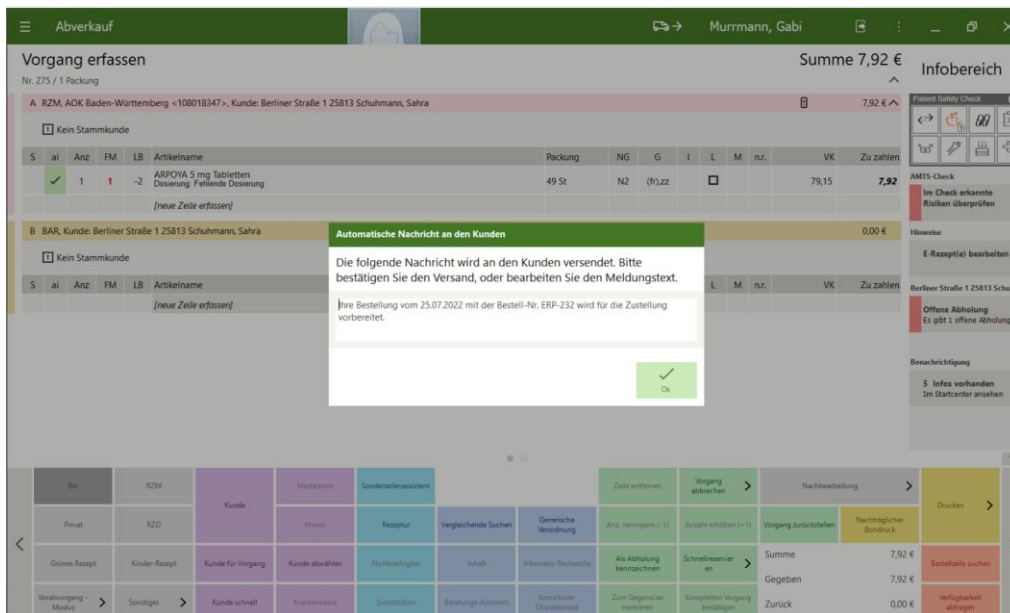 Abverkauf
Murrmann, Gabi
Vorgang erfassen
Summe 7,92 €
Nr. 275 / 1 Packung
Infobereich
A RZM, AOK Baden-Württemberg <108018347>, Kunde: Berliner Straße 1 25813 Schuhmann, Sahra 7,92 €
Patient Safety Check
Kein Stammkunde
S ai Anz FM LB Artikelname Packung NG G I L M n.r. VK Zu zahlen
1 1 -2 ARPOYA 5 mg Tabletten 49 St N2 (fr),zz 79,15 7,92
Dosierung: Fehlende Dosierung
[neue Zeile erfassen]
AMTS-Check
Im Check erkannte
Risiken überprüfen
B BAR, Kunde: Berliner Straße 1 25813 Schuhmann, Sahra 0,00 €
Kein Stammkunde
S ai Anz FM LB Artikelname L M n.r. VK Zu zahlen
[neue Zeile erfassen]
Automatische Nachricht an den Kunden
Die folgende Nachricht wird an den Kunden versendet. Bitte
bestätigen Sie den Versand, oder bearbeiten Sie den Meldungstext.
Ihre Bestellung vom 25.07.2022 mit der Bestell-Nr. ERP-232 wird für die Zustellung
vorbereitet.
Ok
Hinweise
E-Rezept(e) bearbeiten
Berliner Straße 1 25813 Schu
Offene Abholung
Es gibt 1 offene Abholung
Benachrichtigung
5 Infos vorhanden
Im Startcenter ansehen
Bar RZM Kunde Medikation Sonderzeilenassistent Zeile entfernen Vorgang abbrechen Nachbearbeitung Drucken
Privat RZO Memo Rezeptur Vergleichende Suchen Generische Verordnung Anz. verringern (-1) Anzahl erhöhen (+1) Vorgang zurückstellen Nachträglicher Bondruck
Grünes Rezept Kinder-Rezept Kunde für Vorgang Kunde abwählen Nichtverfügbar Inhalt Alternativ-Recherche Als Abholung kennzeichnen Schnellreservieren Summe 7,92 € Bestellzeile suchen
Gegeben 7,92 €
Vorabvorgang - Modus Sonstiges Kunde schnell Krankenkasse Substitution Beratungs-Assistent Arzneiform-Charakteristik Zum Gegenscan markieren Kompletten Vorgang bestätigen Zurück 0,00 € Verfügbarkeit abfragen